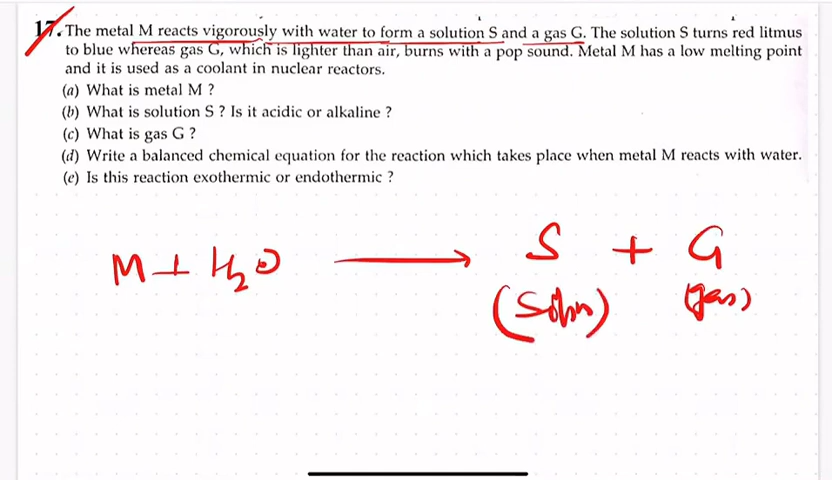 17. The metal M reacts vigorously with water to form a solution S and a gas G. The solution S turns red litmus
to blue whereas gas G, which is lighter than air, burns with a pop sound. Metal M has a low melting point
and it is used as a coolant in nuclear reactors.
(a) What is metal M ?
(b) What is solution S ? Is it acidic or alkaline ?
(c) What is gas G ?
(d) Write a balanced chemical equation for the reaction which takes place when metal M reacts with water.
(e) Is this reaction exothermic or endothermic ?
M + H2O → S + G
(Soln) (gas)